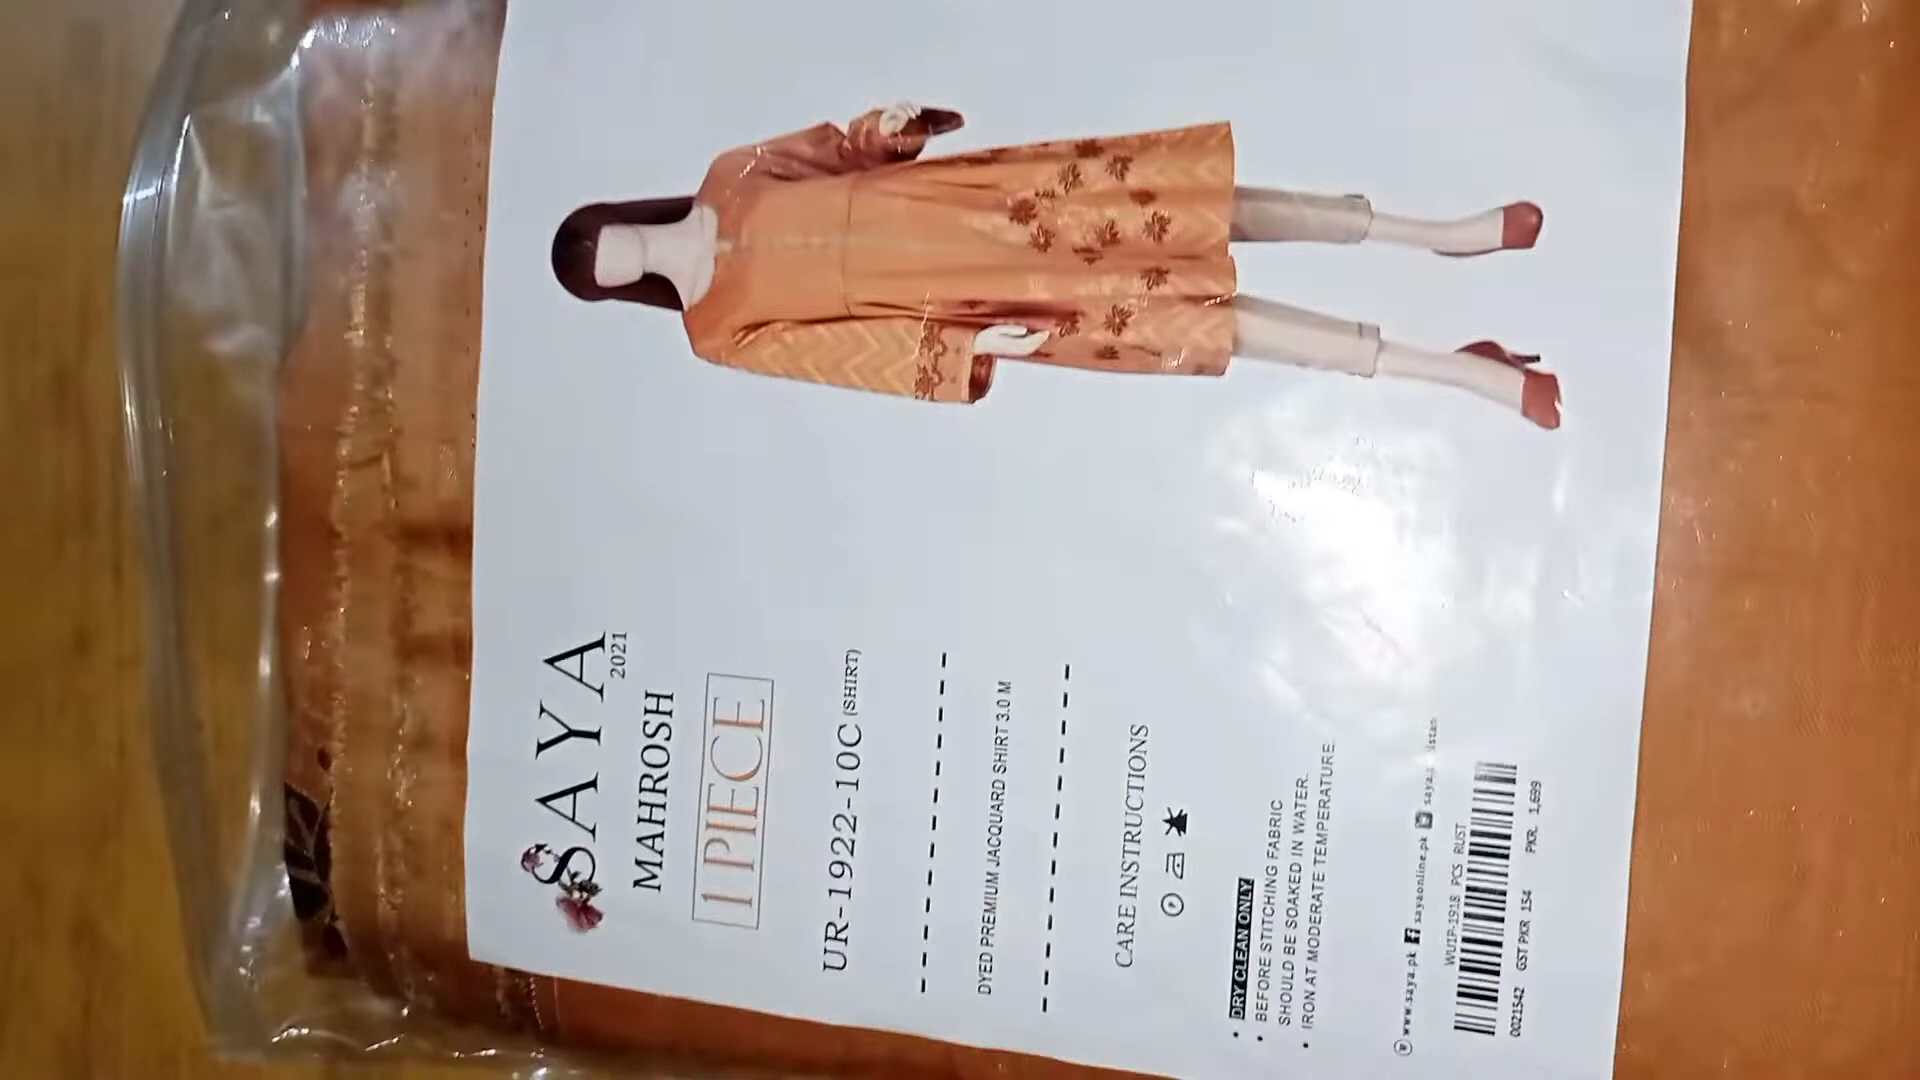 SAYA
2021
MAHROSH
1 PIECE
UR-1922-10C (SHIRT)
DYED PREMIUM JACQUARD SHIRT 3.0 M
CARE INSTRUCTIONS
P
• DRY CLEAN ONLY
• BEFORE STITCHING FABRIC
SHOULD BE SOAKED IN WATER.
• IRON AT MODERATE TEMPERATURE.
www.saya.pk sayaonline.pk
WU1P-1918 PCS RUST
0021542 GST PKR 154 PKR. 1,699